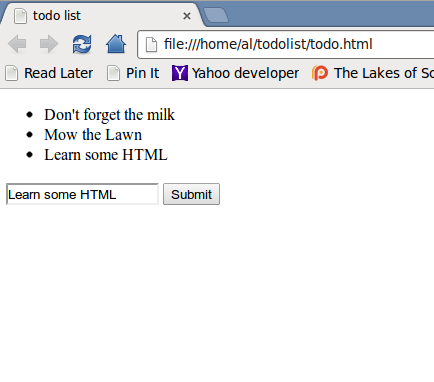 todo list
file:///home/al/todolist/todo.html
Read Later Pin It Yahoo developer The Lakes of Sc
Don't forget the milk
Mow the Lawn
Learn some HTML
Learn some HTML Submit